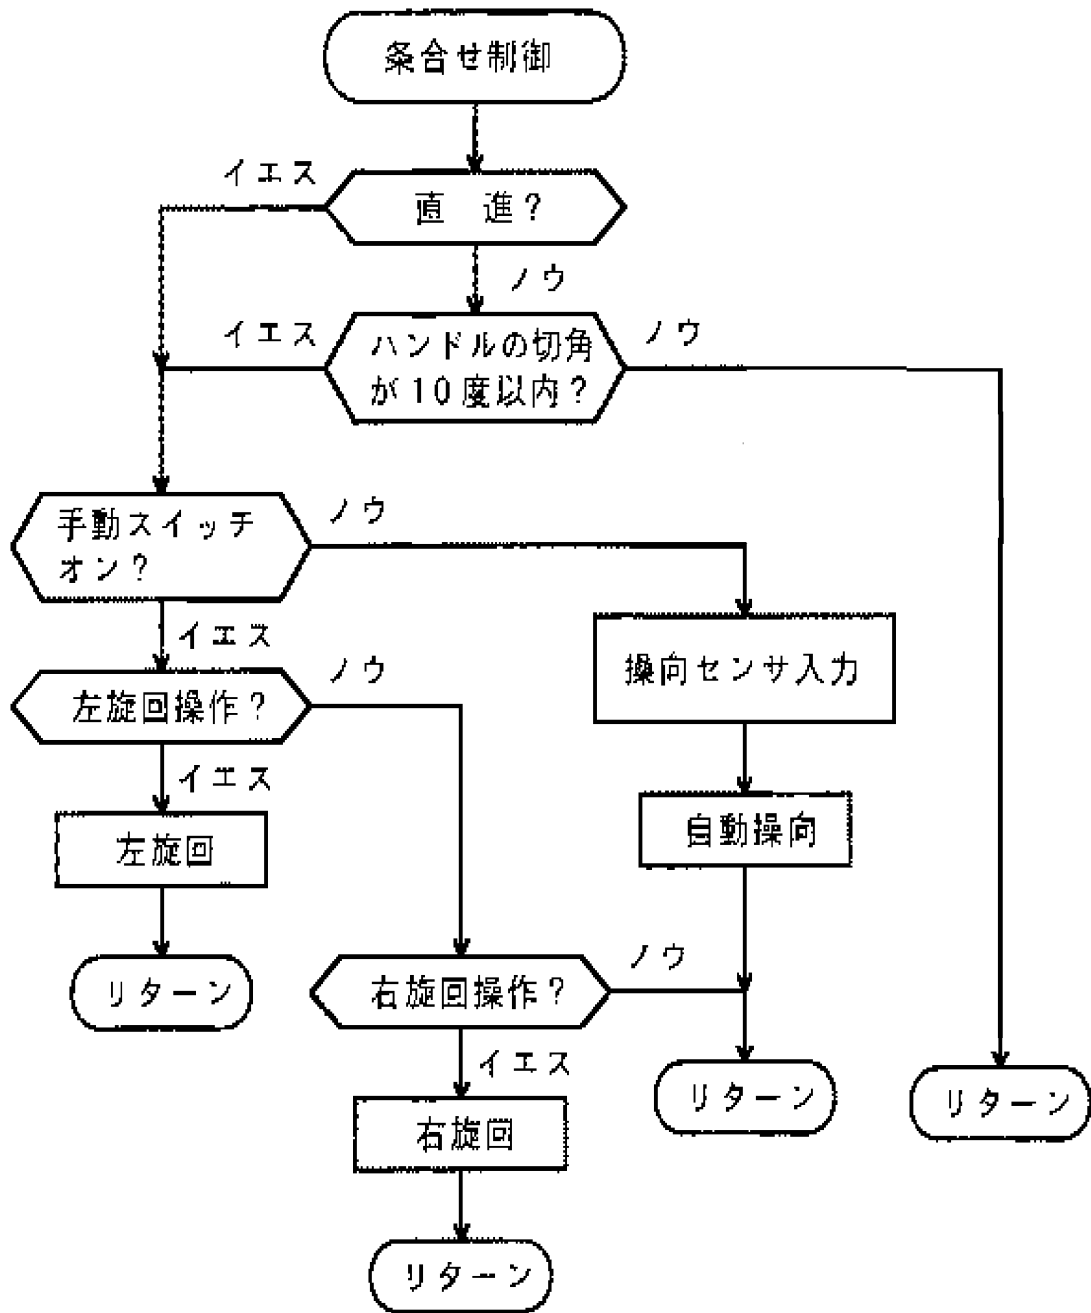 条合せ制御
イエス
直　進？
ノウ
イエス
ハンドルの切角
が10度以内？
ノウ
手動スイッチ
オン？
ノウ
イエス
操向センサ入力
左旋回操作？
ノウ
イエス
自動操向
左旋回
リターン
右旋回操作？
ノウ
イエス
リターン
リターン
右旋回
リターン